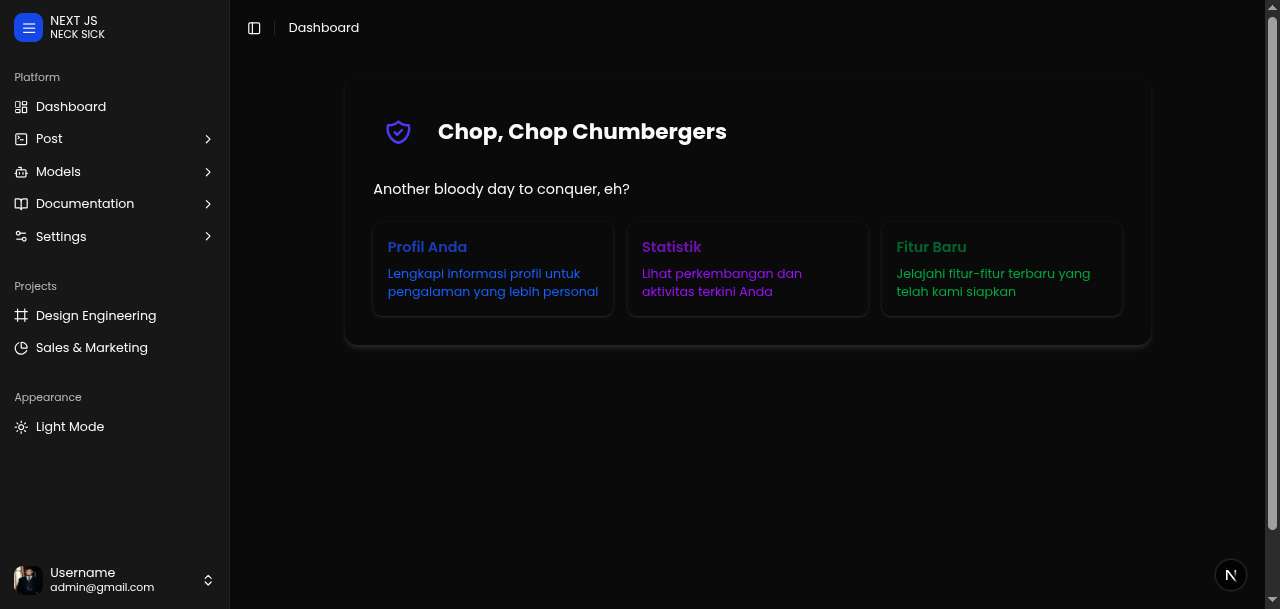 NEXT JS
NECK SICK
Platform
Dashboard
Post
Models
Documentation
Settings
Projects
Design Engineering
Sales & Marketing
Appearance
Light Mode
Username
admin@gmail.com
Dashboard
Chop, Chop Chumbergers
Another bloody day to conquer, eh?
Profil Anda
Lengkapi informasi profil untuk
pengalaman yang lebih personal
Statistik
Lihat perkembangan dan
aktivitas terkini Anda
Fitur Baru
Jelajahi fitur-fitur terbaru yang
telah kami siapkan
N